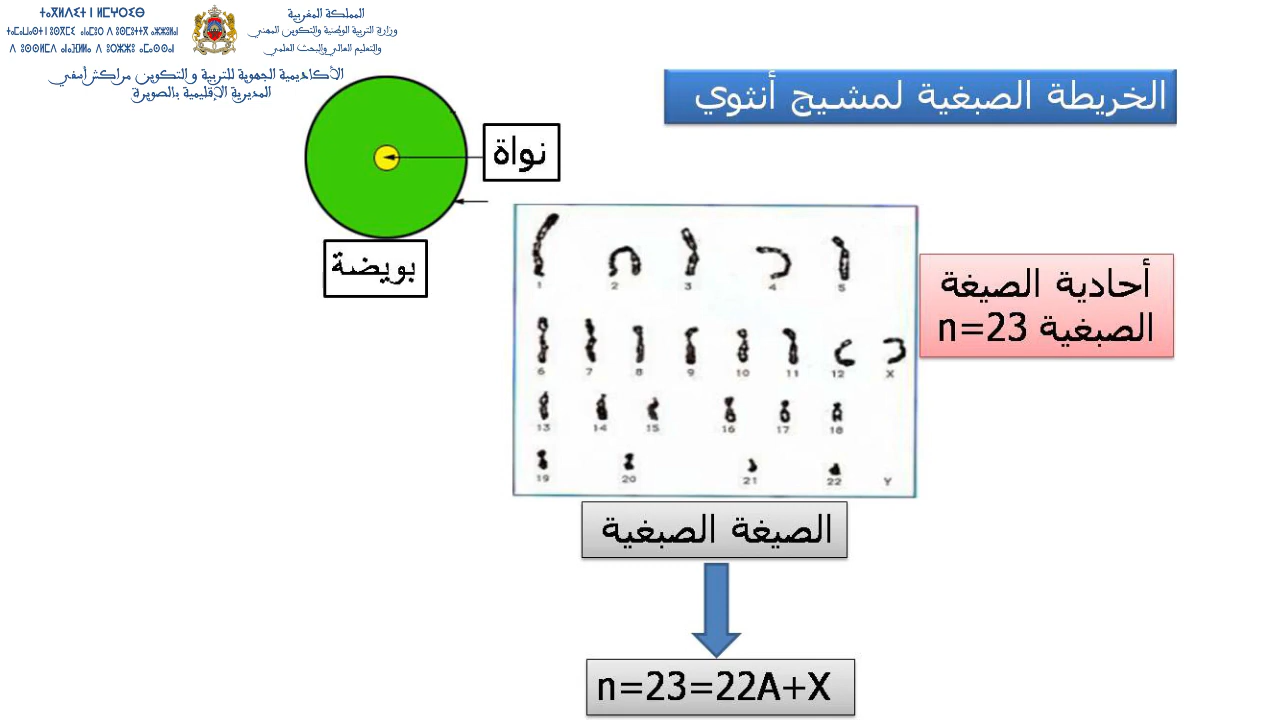 ⵜⴰⴳⵍⴷⵉⵜ ⵏ ⵍⵎⵖⵔⵉⴱ
المملكة المغربية
وزارة التربية الوطنية والتكوين المهني
والتعليم العالي والبحث العلمي
الأكاديمية الجهوية للتربية والتكوين مراكش أسفي
المديرية الإقليمية بالصويرة
الخريطة الصبغية لمشيج أنثوي
نواة
بويضة
1 2 3 4 5
6 7 8 9 10 11 12 X
13 14 15 16 17 18
19 20 21 22 Y
أحادية الصيغة
الصبغية n=23
الصيغة الصبغية
n=23=22A+X